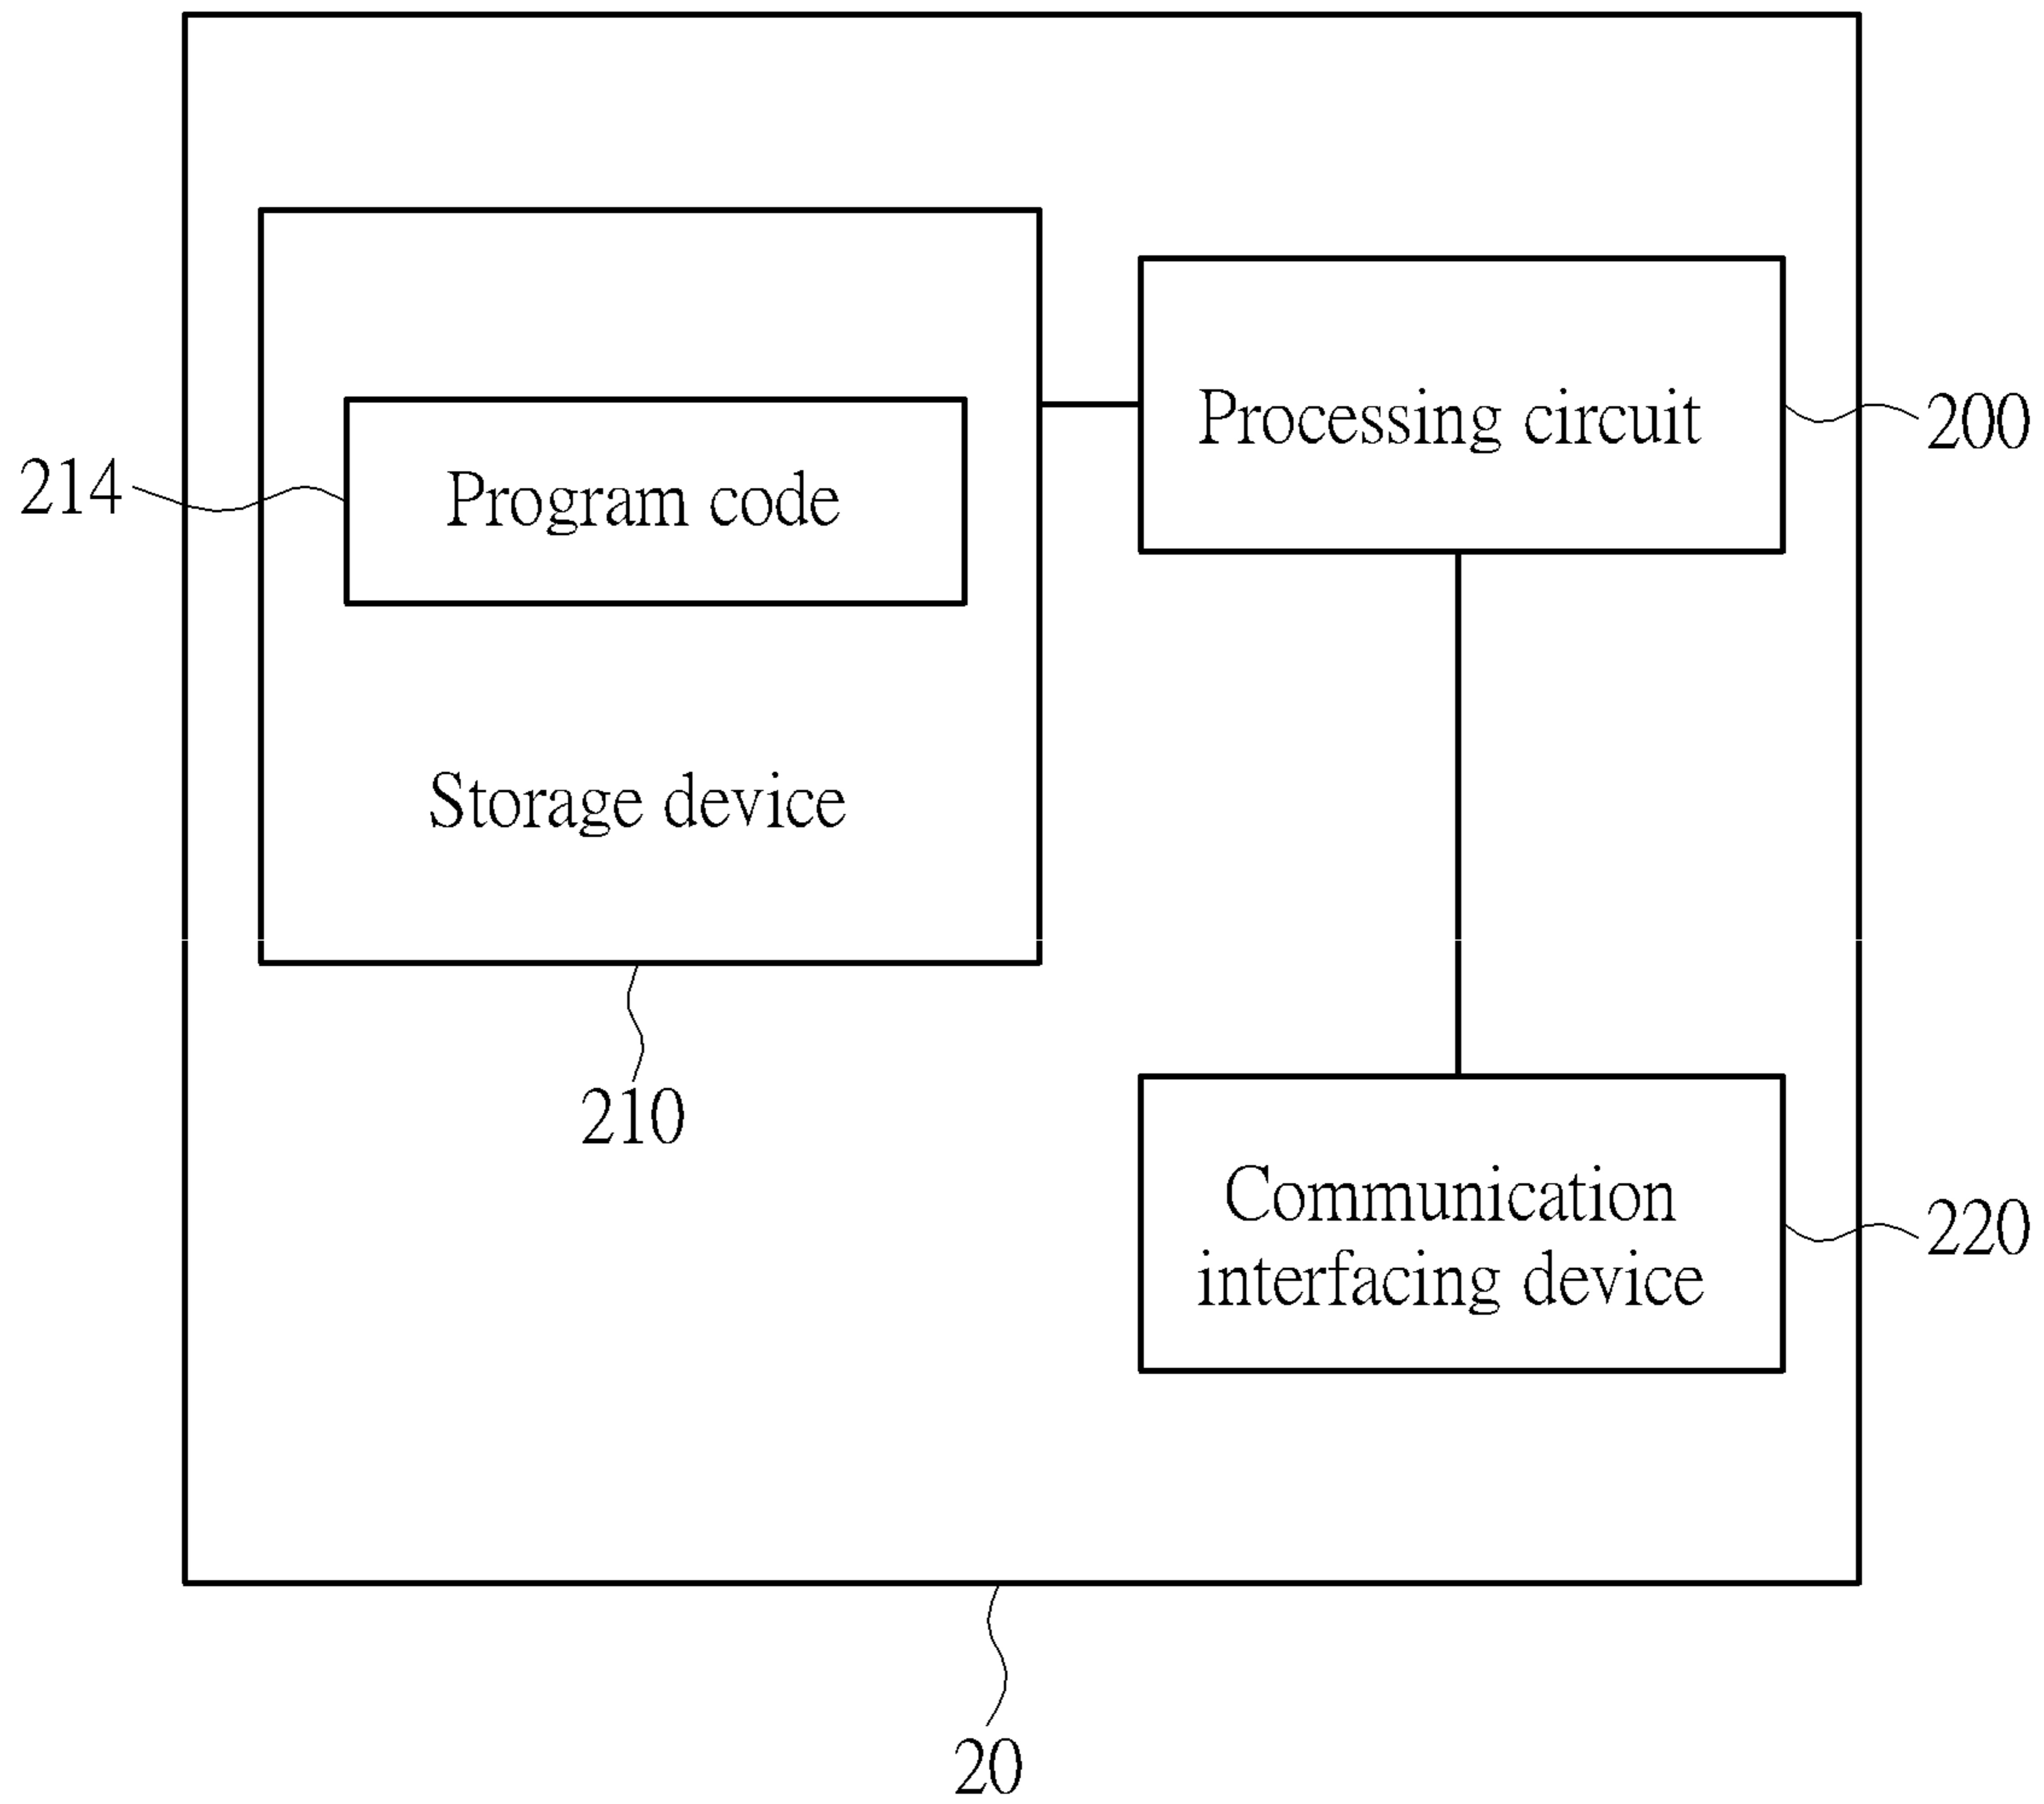 Processing circuit
200
214
Program code
Storage device
210
Communication
interfacing device
220
20